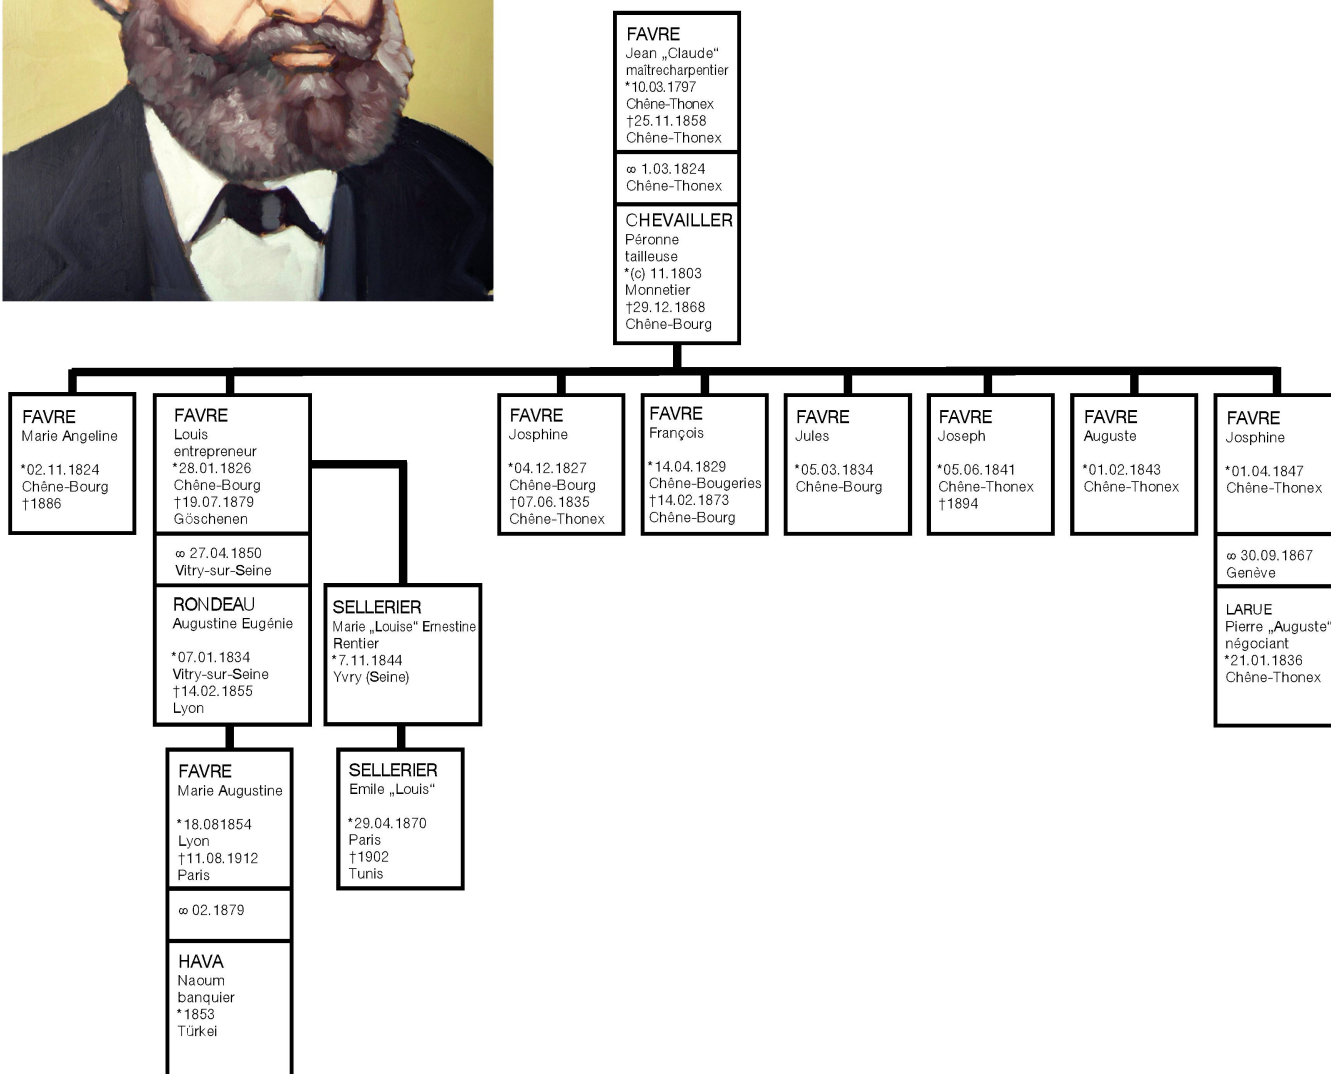 FAVRE
Jean „Claude“
maîtrecharpentier
*10.03.1797
Chêne-Thonex
†25.11.1858
Chêne-Thonex
∞ 1.03.1824
Chêne-Thonex
CHEVAILLER
Péronne
tailleuse
*(c) 11.1803
Monnetier
†29.12.1868
Chêne-Bourg
FAVRE
Marie Angeline
*02.11.1824
Chêne-Bourg
†1886
FAVRE
Louis
entrepreneur
*28.01.1826
Chêne-Bourg
†19.07.1879
Göschenen
∞ 27.04.1850
Vitry-sur-Seine
RONDEAU
Augustine Eugénie
*07.01.1834
Vitry-sur-Seine
†14.02.1855
Lyon
SELLERIER
Marie „Louise“ Ernestine
Rentier
*7.11.1844
Yvry (Seine)
FAVRE
Marie Augustine
*18.081854
Lyon
†11.08.1912
Paris
∞ 02.1879
HAVA
Naoum
banquier
*1853
Türkei
SELLERIER
Emile „Louis“
*29.04.1870
Paris
†1902
Tunis
FAVRE
Josphine
*04.12.1827
Chêne-Bourg
†07.06.1835
Chêne-Thonex
FAVRE
François
*14.04.1829
Chêne-Bougeries
†14.02.1873
Chêne-Bourg
FAVRE
Jules
*05.03.1834
Chêne-Bourg
FAVRE
Joseph
*05.06.1841
Chêne-Thonex
†1894
FAVRE
Auguste
*01.02.1843
Chêne-Thonex
FAVRE
Josphine
*01.04.1847
Chêne-Thonex
∞ 30.09.1867
Genève
LARUE
Pierre „Auguste“
négociant
*21.01.1836
Chêne-Thonex